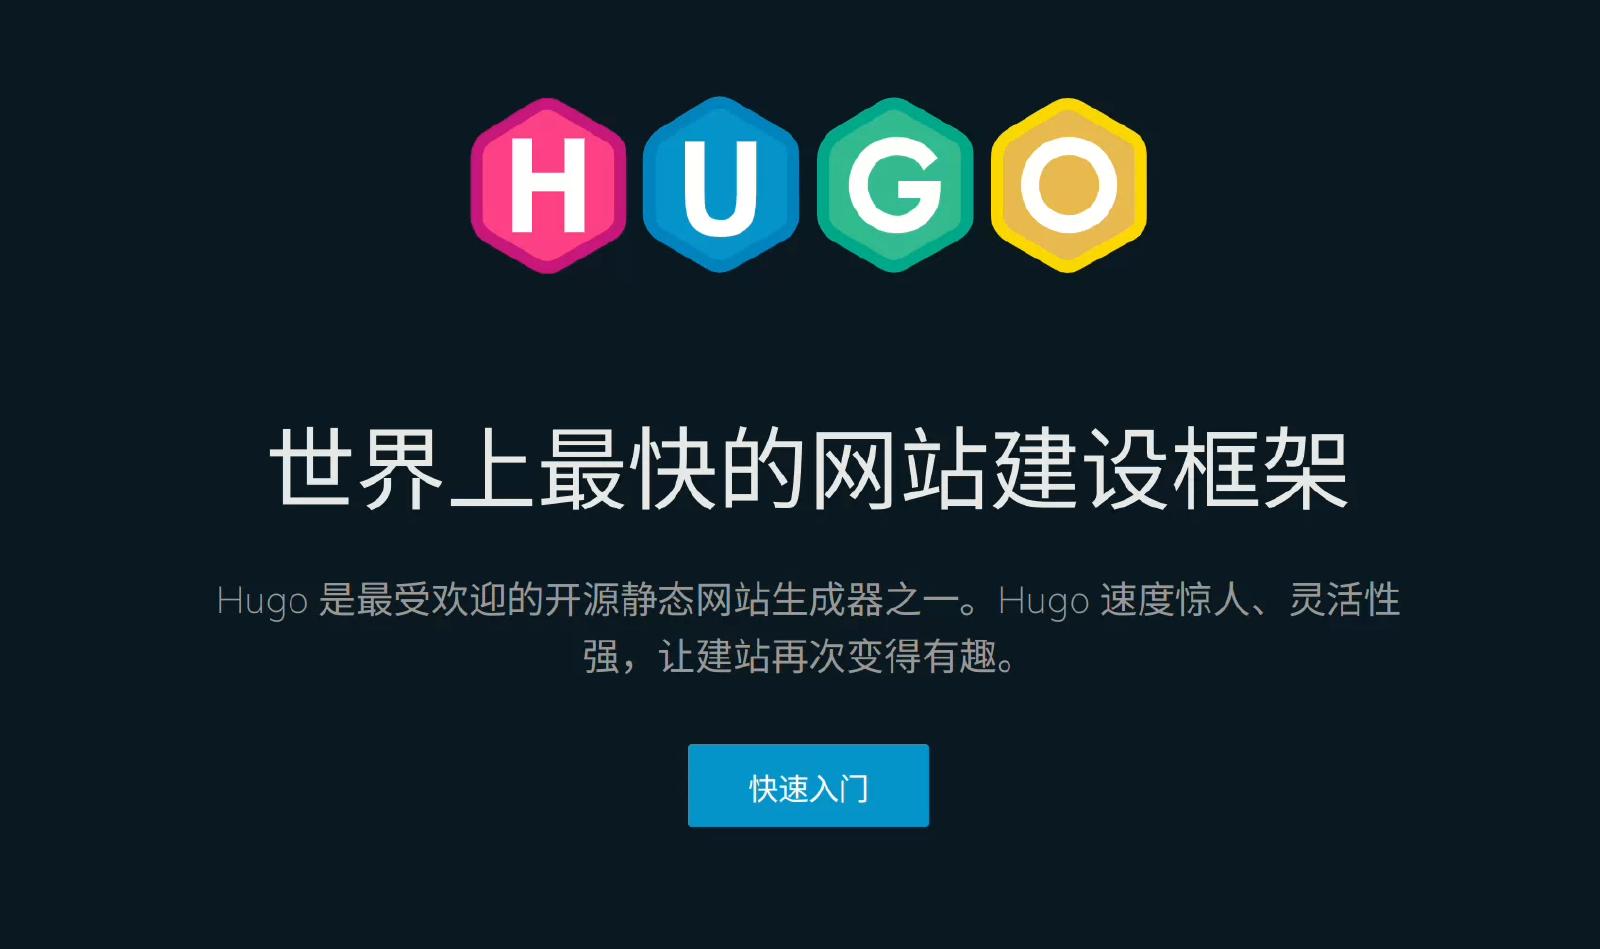 HUGO
世界上最快的网站建设框架
Hugo 是最受欢迎的开源静态网站生成器之一。Hugo 速度惊人、灵活性
强，让建站再次变得有趣。
快速入门